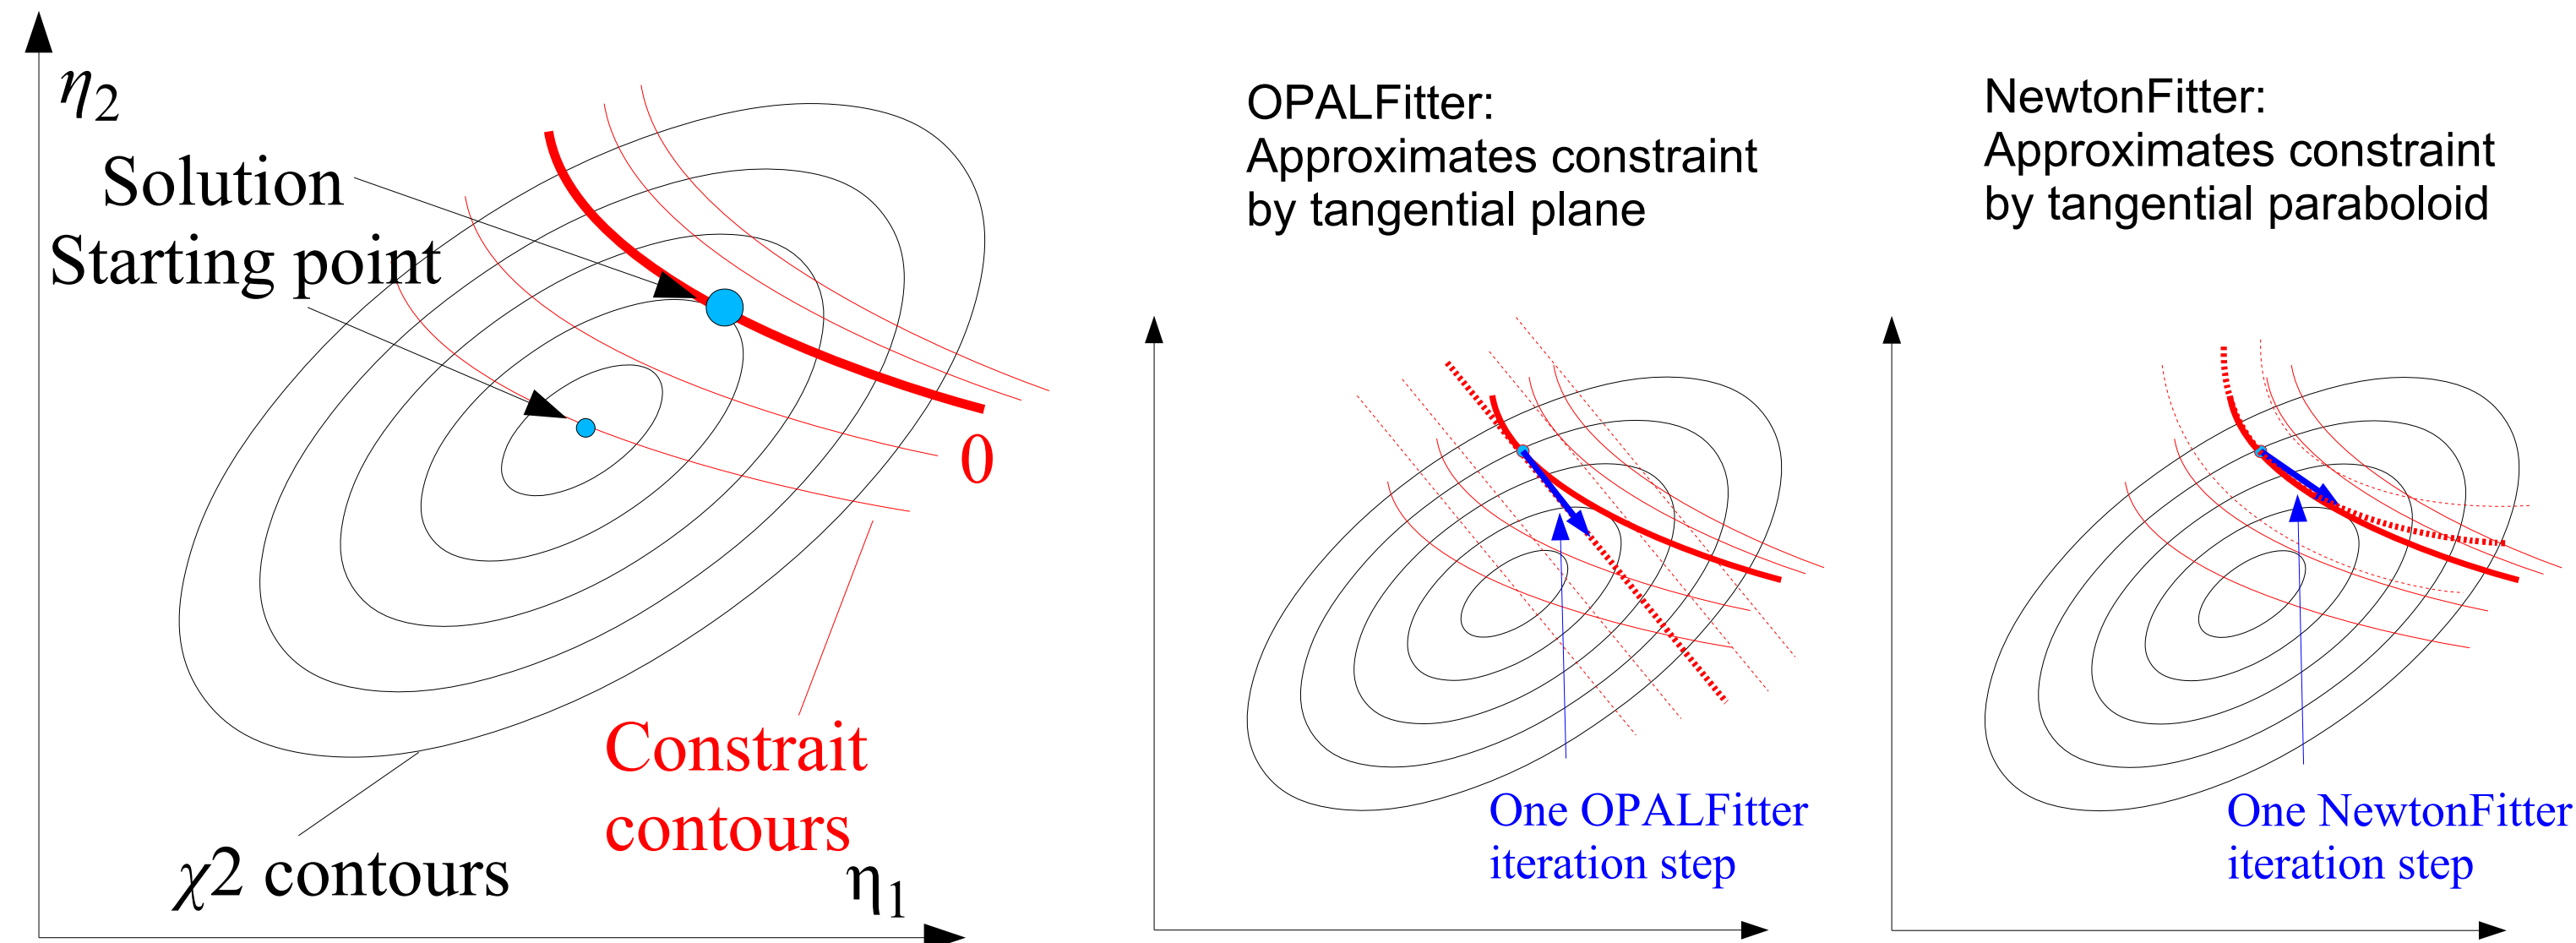 η2
Solution
Starting point
0
Constrait
contours
χ2 contours
η1
OPALFitter:
Approximates constraint
by tangential plane
One OPALFitter
iteration step
NewtonFitter:
Approximates constraint
by tangential paraboloid
One NewtonFitter
iteration step